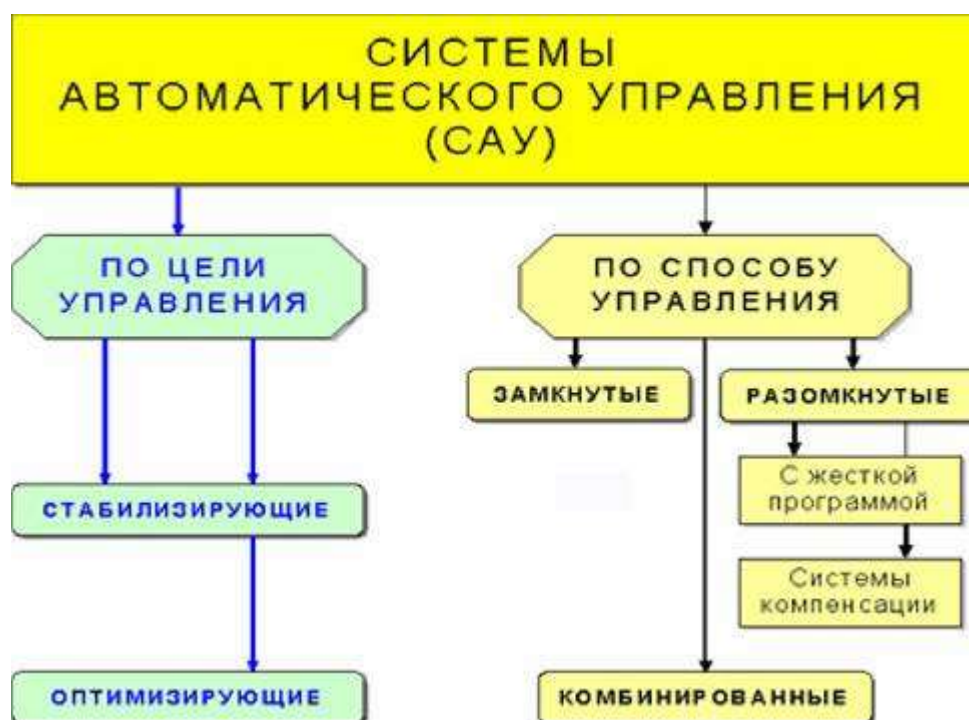 СИСТЕМЫ
АВТОМАТИЧЕСКОГО УПРАВЛЕНИЯ
(САУ)
ПО ЦЕЛИ
УПРАВЛЕНИЯ
ПО СПОСОБУ
УПРАВЛЕНИЯ
ЗАМКНУТЫЕ
РАЗОМКНУТЫЕ
С жесткой
программой
СТАБИЛИЗИРУЮЩИЕ
Системы
компенсации
ОПТИМИЗИРУЮЩИЕ
КОМБИНИРОВАННЫЕ